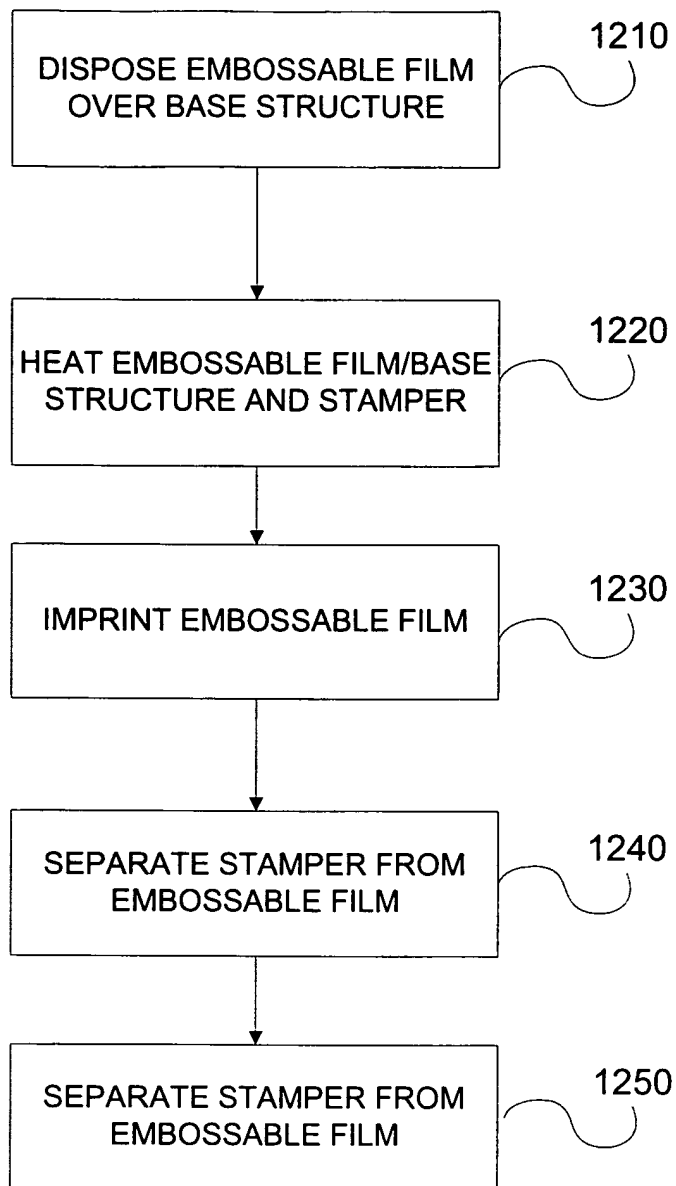 1210
DISPOSE EMBOSSABLE FILM
OVER BASE STRUCTURE
1220
HEAT EMBOSSABLE FILM/BASE
STRUCTURE AND STAMPER
1230
IMPRINT EMBOSSABLE FILM
1240
SEPARATE STAMPER FROM
EMBOSSABLE FILM
1250
SEPARATE STAMPER FROM
EMBOSSABLE FILM